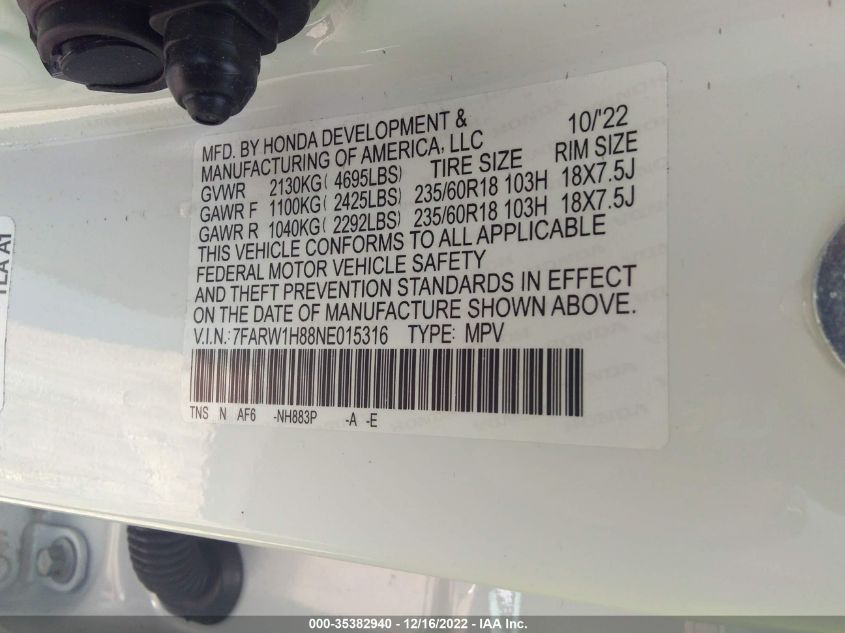 MFD. BY HONDA DEVELOPMENT & 10/'22
MANUFACTURING OF AMERICA, LLC
GVWR 2130KG( 4695LBS) TIRE SIZE RIM SIZE
GAWR F 1100KG( 2425LBS) 235/60R18 103H 18X7.5J
GAWR R 1040KG( 2292LBS) 235/60R18 103H 18X7.5J
THIS VEHICLE CONFORMS TO ALL APPLICABLE
FEDERAL MOTOR VEHICLE SAFETY
AND THEFT PREVENTION STANDARDS IN EFFECT
ON THE DATE OF MANUFACTURE SHOWN ABOVE.
V.I.N.: 7FARW1H88NE015316 TYPE: MPV
TNS N AF6 -NH883P -A -E
000-35382940 - 12/16/2022 - IAA Inc.